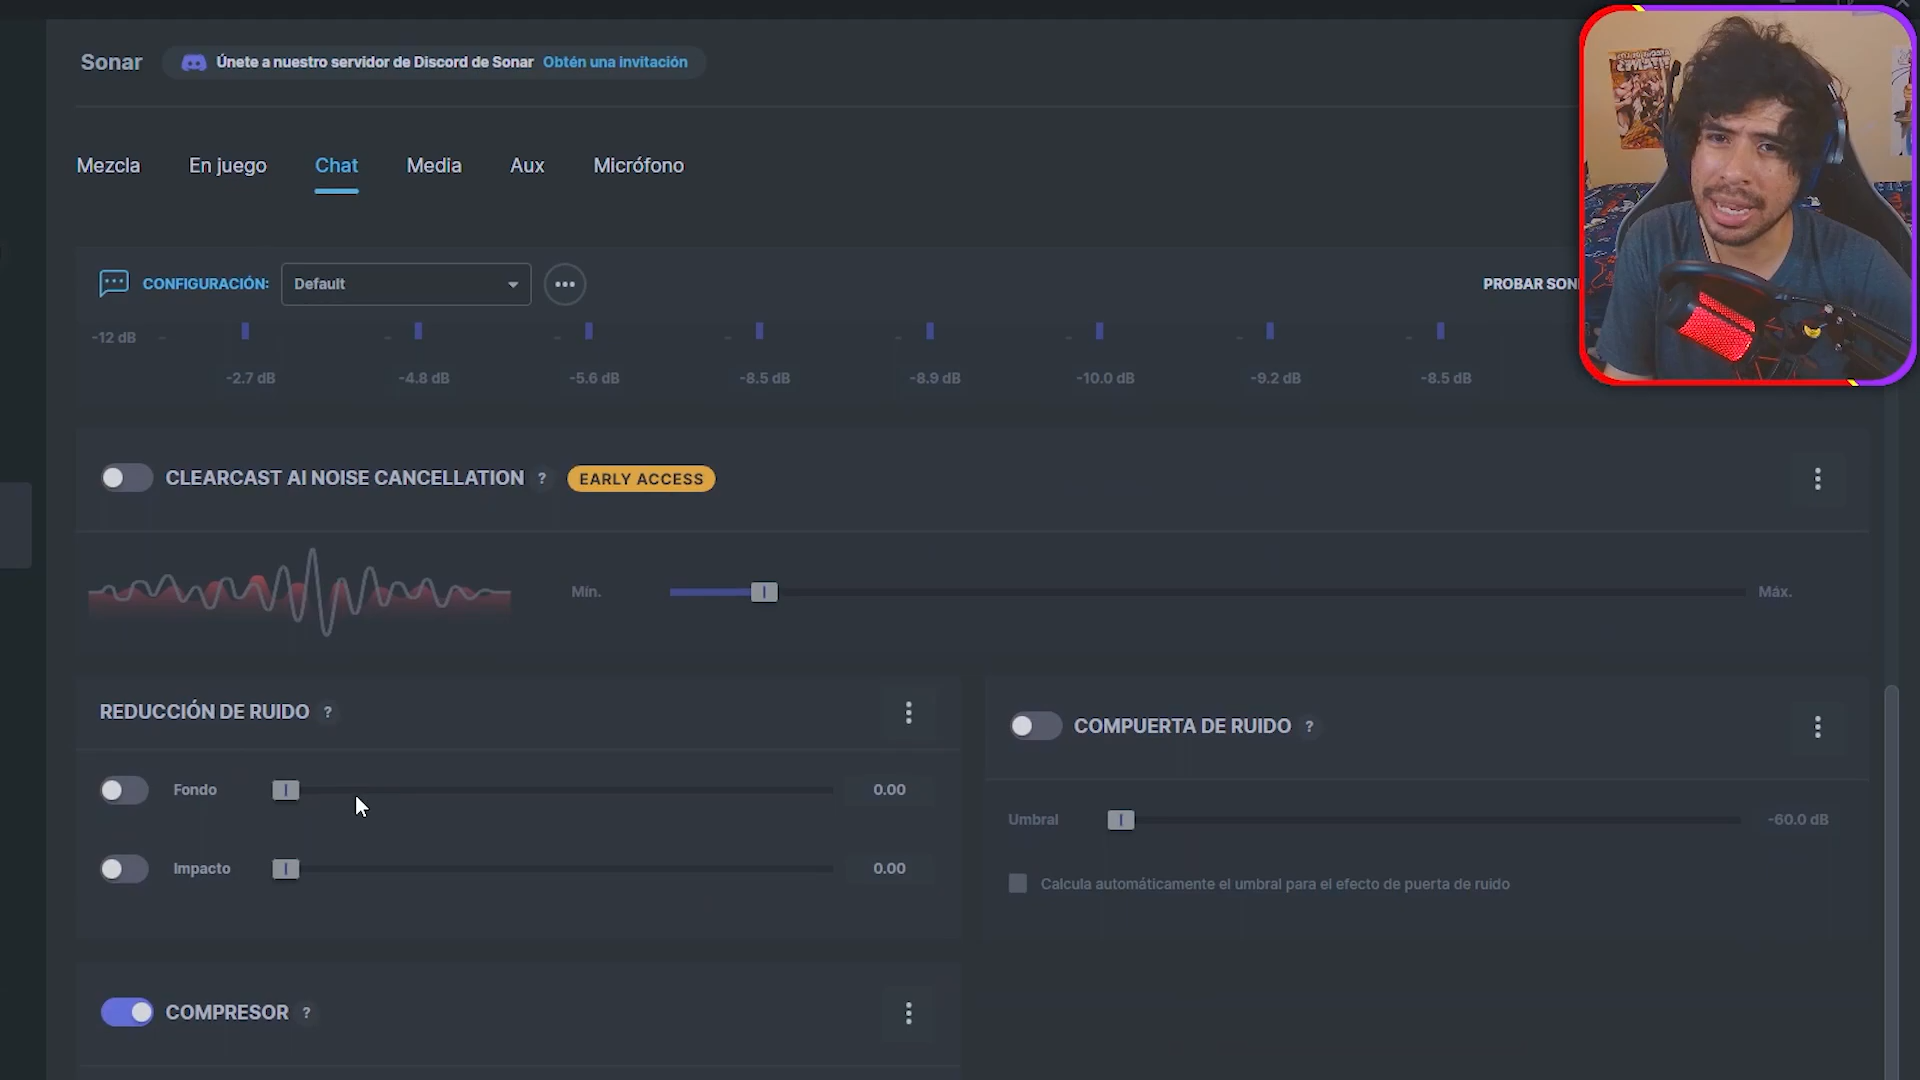 Sonar
Únete a nuestro servidor de Discord de Sonar Obtén una invitación
Mezcla En juego Chat Media Aux Micrófono
CONFIGURACIÓN: Default
PROBAR
-12 dB
-2.7 dB -4.8 dB -5.6 dB -8.5 dB -8.9 dB -10.0 dB -9.2 dB -8.5 dB
CLEARCAST AI NOISE CANCELLATION ? EARLY ACCESS
Mín. Máx.
REDUCCIÓN DE RUIDO ?
Fondo 0.00
Impacto 0.00
COMPUERTA DE RUIDO ?
Umbral -60.0 dB
Calcula automáticamente el umbral para el efecto de puerta de ruido
COMPRESOR ?